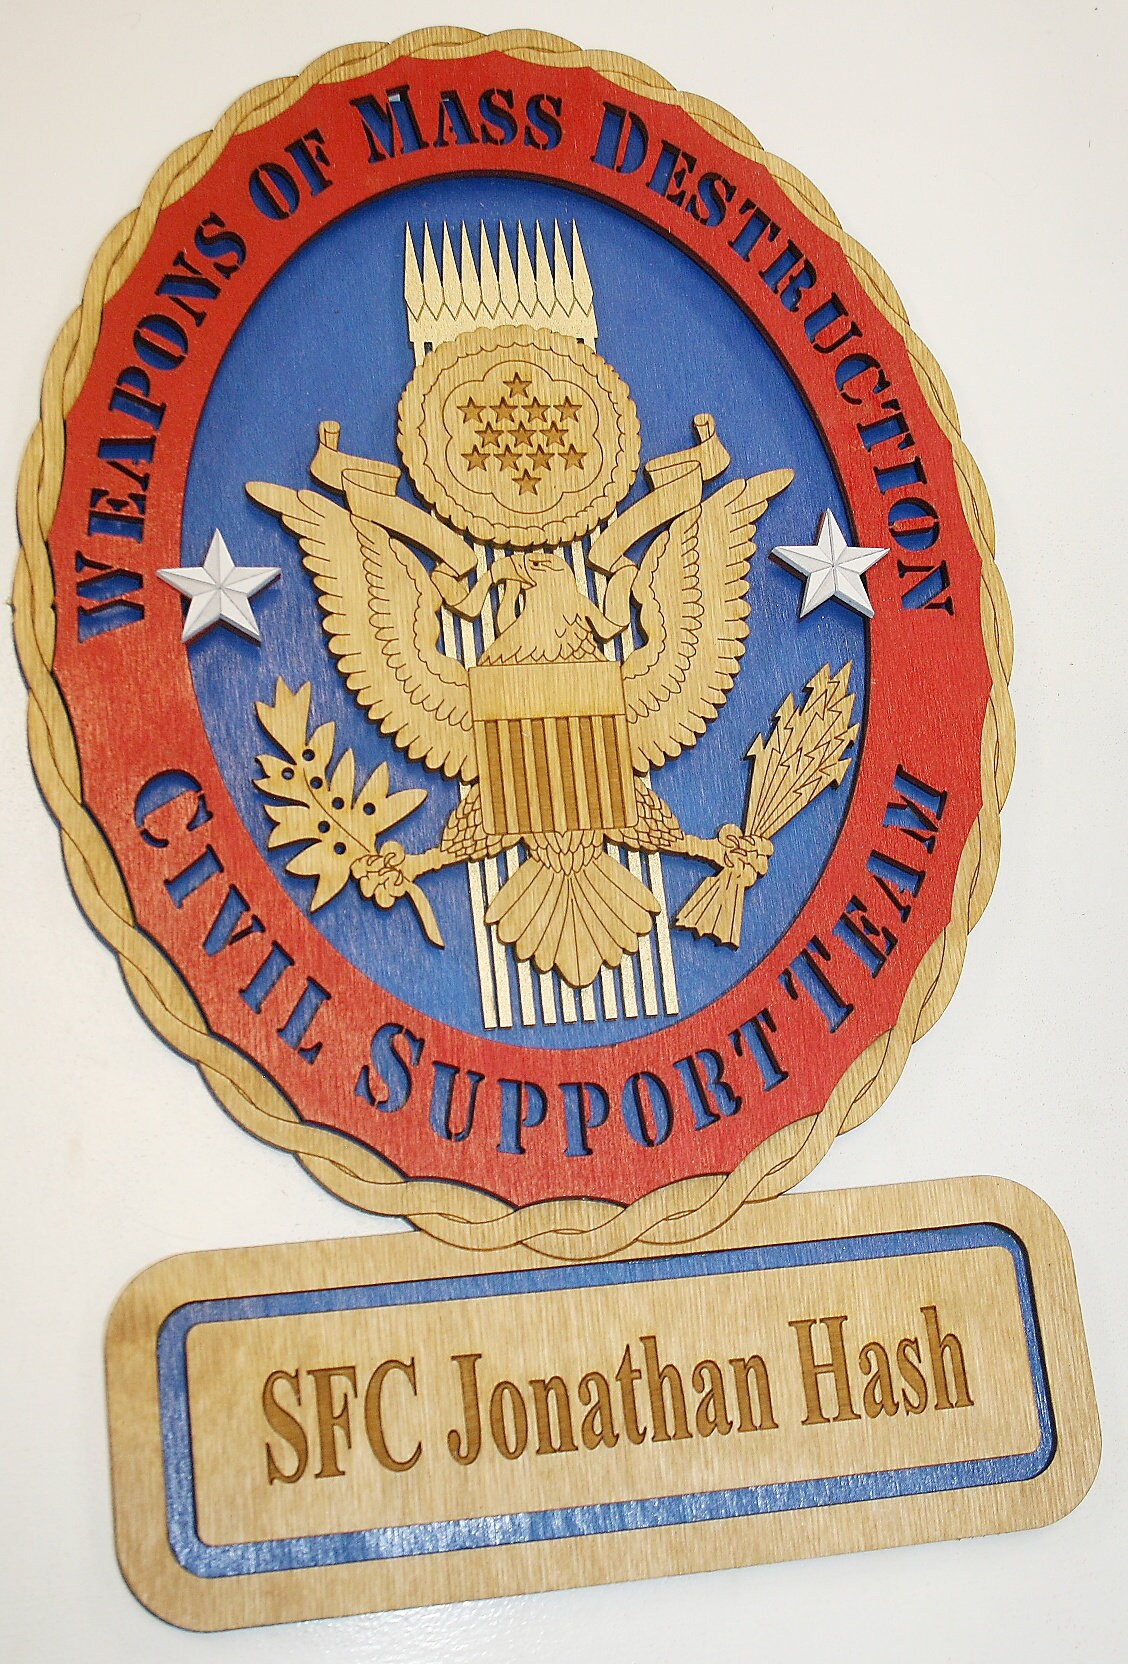 Weapons of Mass Destruction
Civil Support Team
SFC Jonathan Hash